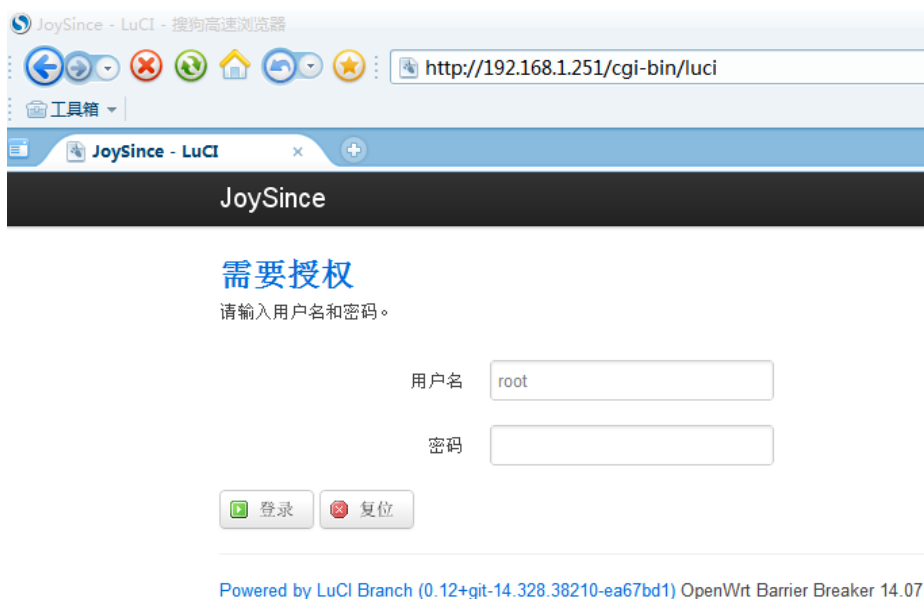 JoySince - LuCI - 搜狗高速浏览器
http://192.168.1.251/cgi-bin/luci
工具箱
JoySince - LuCI
JoySince
需要授权
请输入用户名和密码。
用户名 root
密码
登录 复位
Powered by LuCI Branch (0.12+git-14.328.38210-ea67bd1) OpenWrt Barrier Breaker 14.07